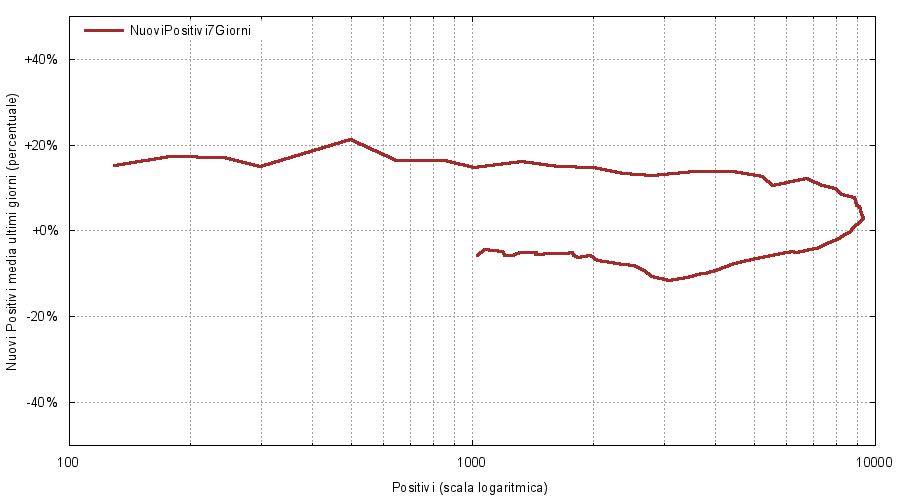 NuoviPositivi7Giorni
+40%
+20%
+0%
-20%
-40%
Nuovi Positivi media ultimi giorni (percentuale)
100
1000
10000
Positivi (scala logaritmica)